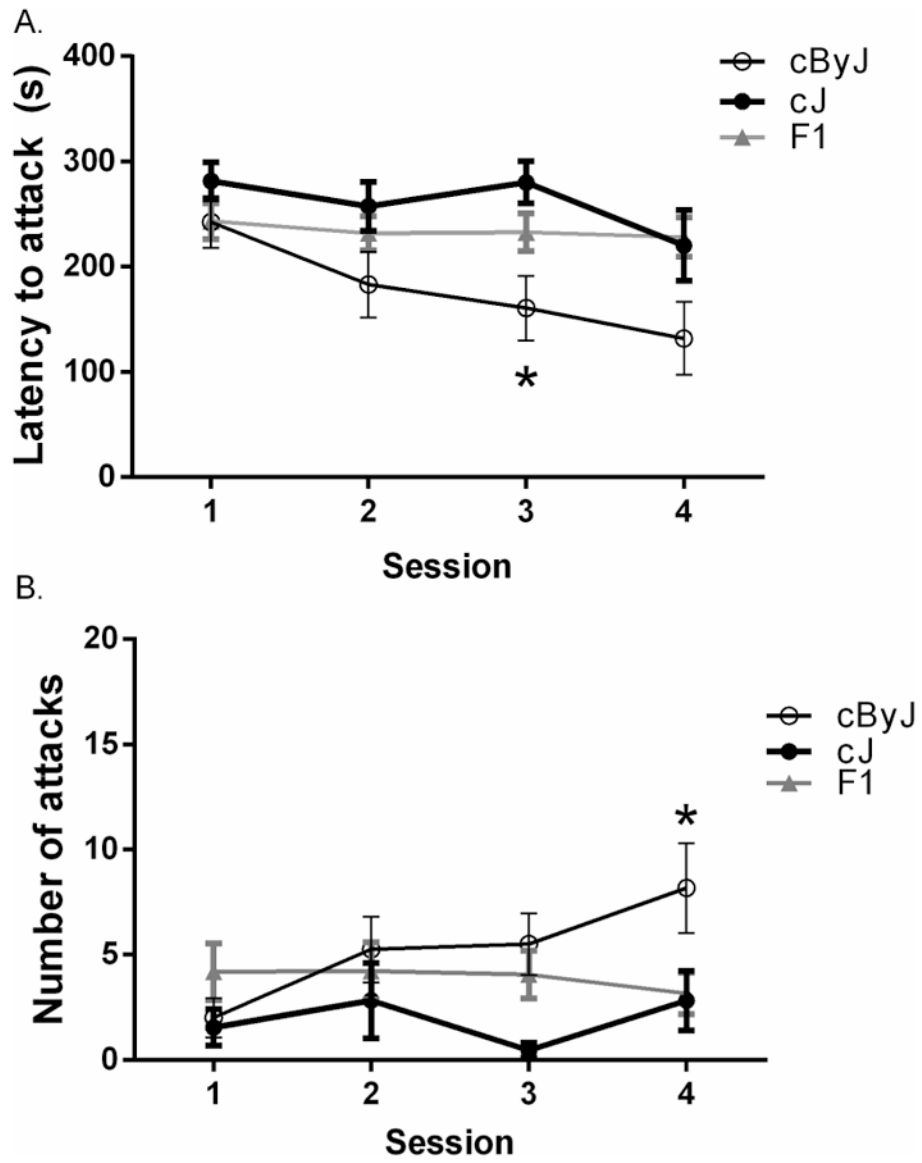 A.
Latency to attack (s)
400
300
200
100
0
1 2 3 4
Session
cByJ
cJ
F1
*
B.
Number of attacks
20
15
10
5
0
1 2 3 4
Session
cByJ
cJ
F1
*